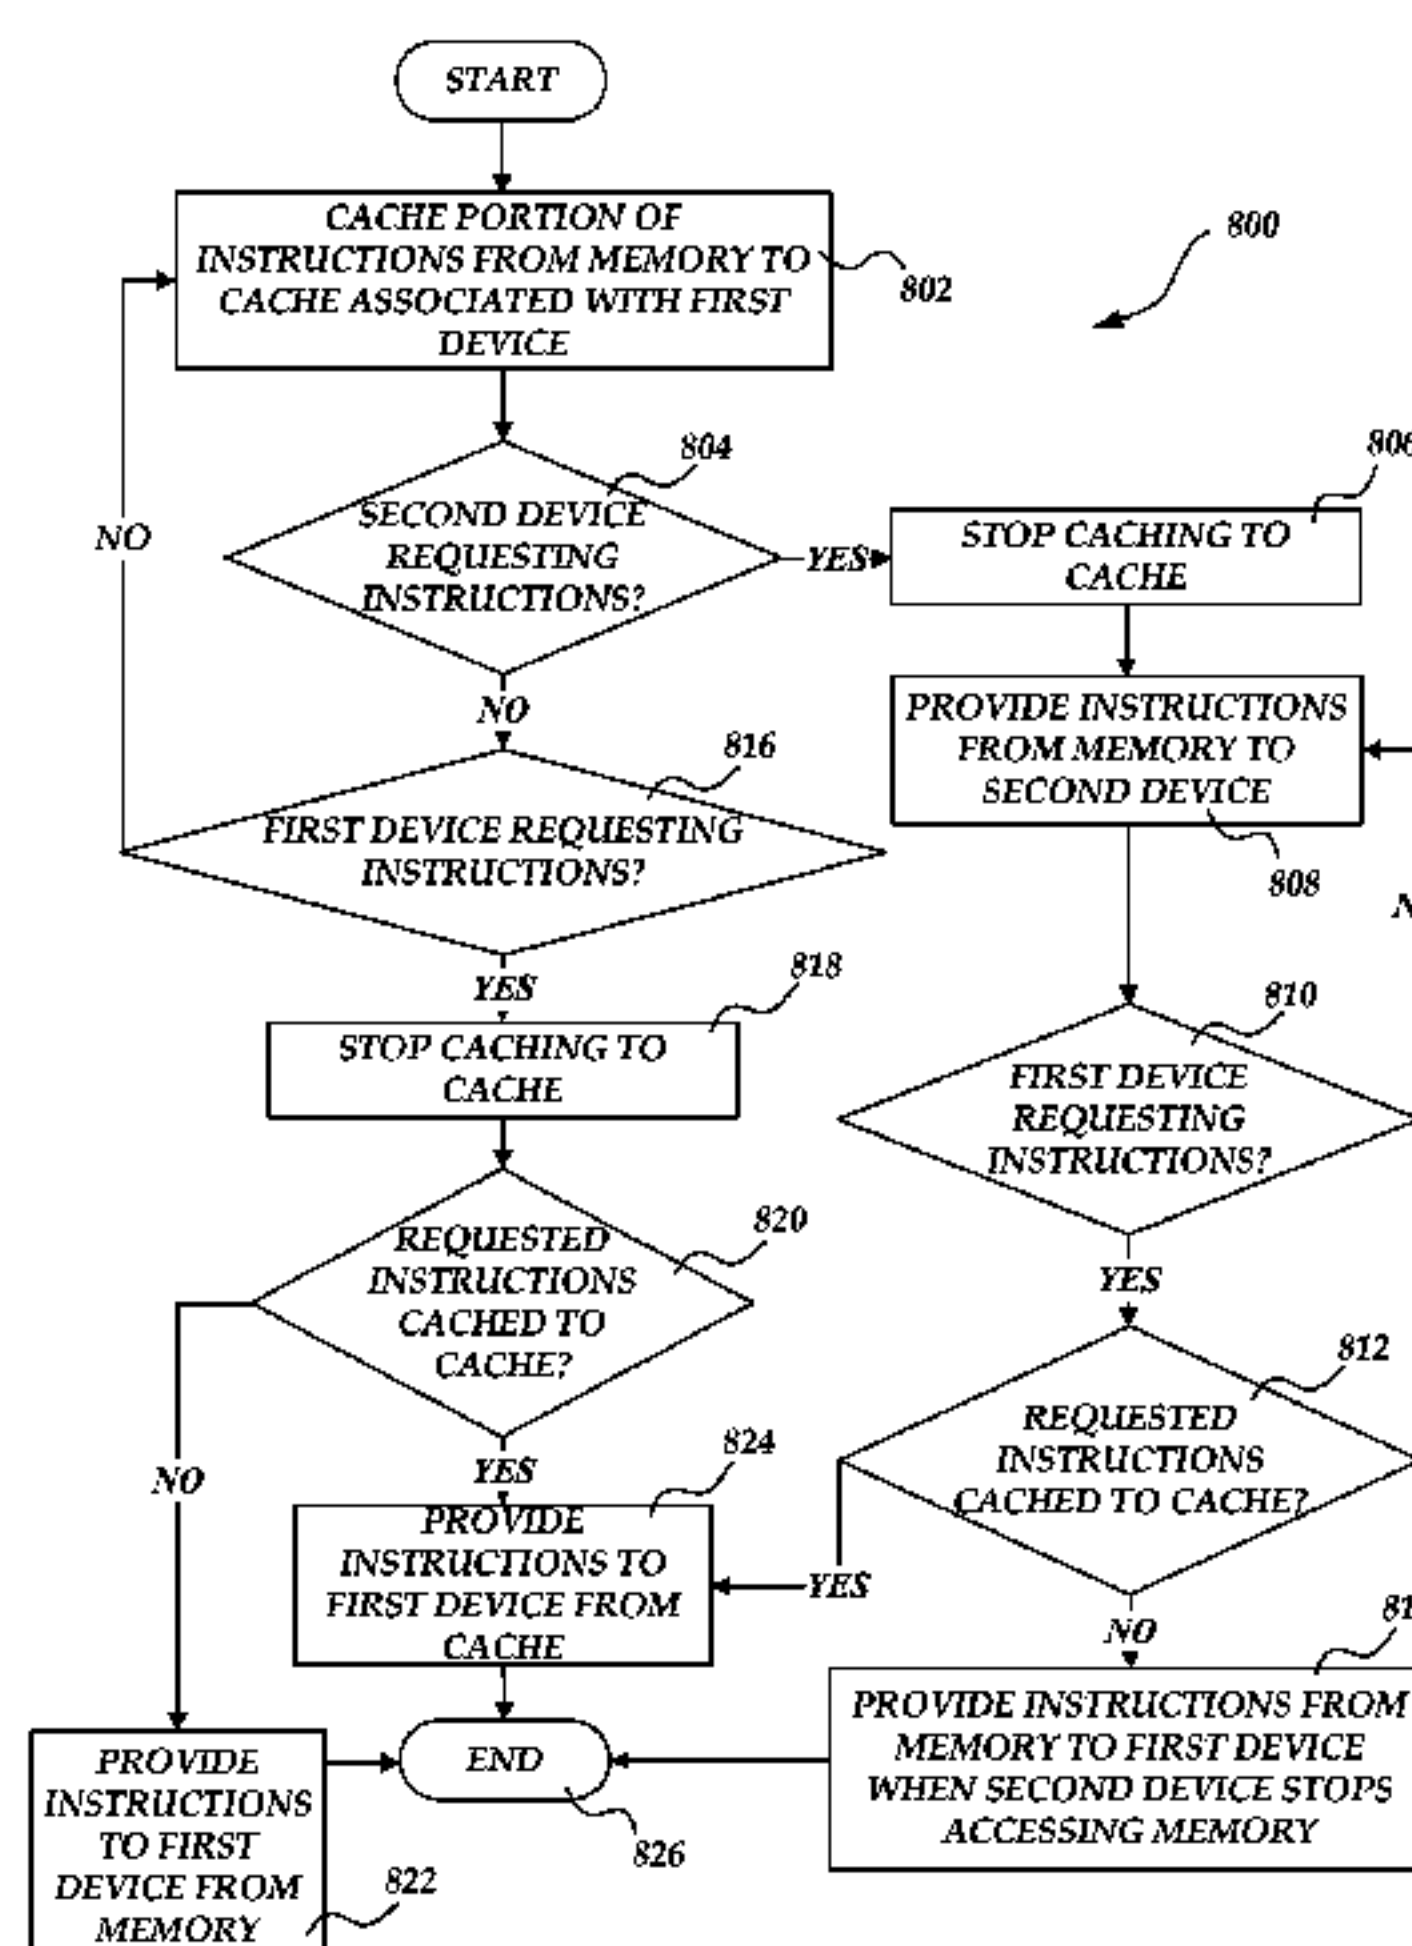 START
CACHE PORTION OF
INSTRUCTIONS FROM MEMORY TO
CACHE ASSOCIATED WITH FIRST
DEVICE
802
800
804
SECOND DEVICE
REQUESTING
INSTRUCTIONS?
NO
YES
STOP CACHING TO
CACHE
NO
PROVIDE INSTRUCTIONS
FROM MEMORY TO
SECOND DEVICE
808
816
FIRST DEVICE REQUESTING
INSTRUCTIONS?
YES
818
STOP CACHING TO
CACHE
810
FIRST DEVICE
REQUESTING
INSTRUCTIONS?
YES
820
REQUESTED
INSTRUCTIONS
CACHED TO
CACHE?
812
REQUESTED
INSTRUCTIONS
CACHED TO CACHE?
NO
YES
824
PROVIDE
INSTRUCTIONS TO
FIRST DEVICE FROM
CACHE
YES
NO
PROVIDE INSTRUCTIONS FROM
MEMORY TO FIRST DEVICE
WHEN SECOND DEVICE STOPS
ACCESSING MEMORY
END
826
PROVIDE
INSTRUCTIONS
TO FIRST
DEVICE FROM
MEMORY
822